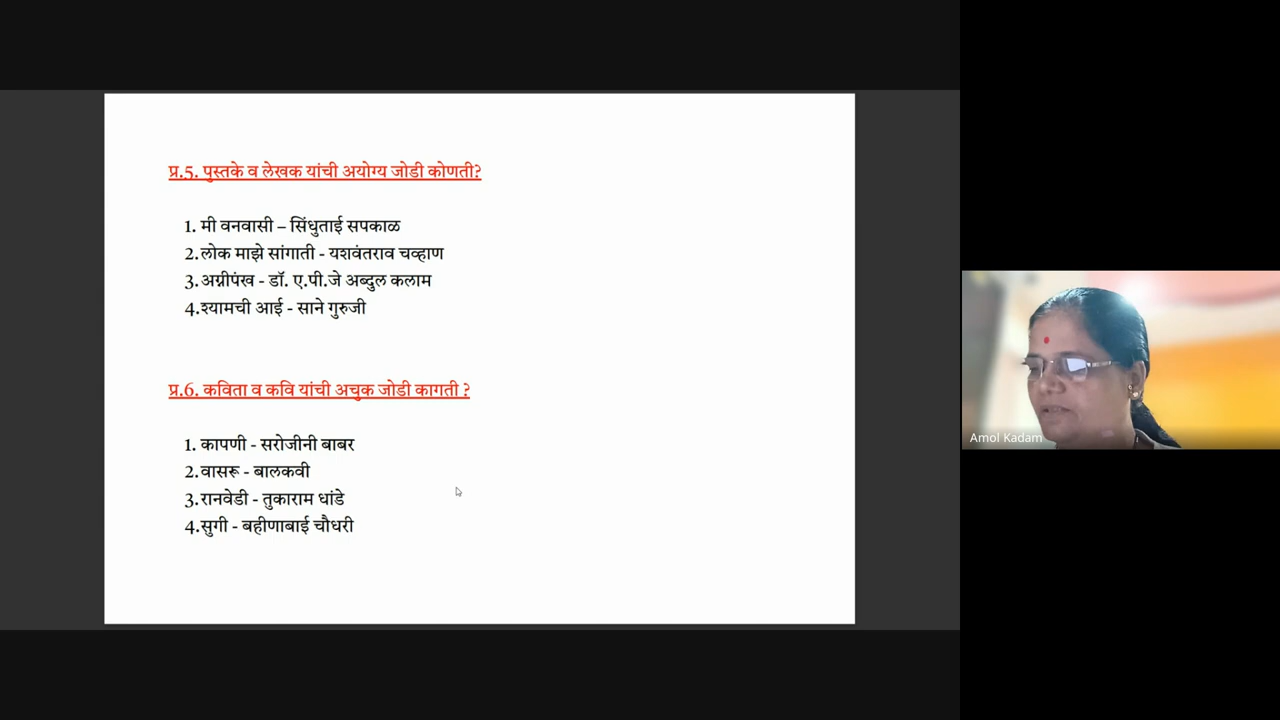 प्र.5. पुस्तके व लेखक यांची अयोग्य जोडी कोणती?
1. मी वनवासी – सिंधुताई सपकाळ
2. लोक माझे सांगाती - यशवंतराव चव्हाण
3. अग्नीपंख - डॉ. ए.पी.जे अब्दुल कलाम
4. श्यामची आई - साने गुरुजी
प्र.6. कविता व कवि यांची अचुक जोडी कागती ?
1. कापणी - सरोजीनी बाबर
2. वासरू - बालकवी
3. रानवेडी - तुकाराम धांडे
4. सुगी - बहीणाबाई चौधरी
Amol Kadam